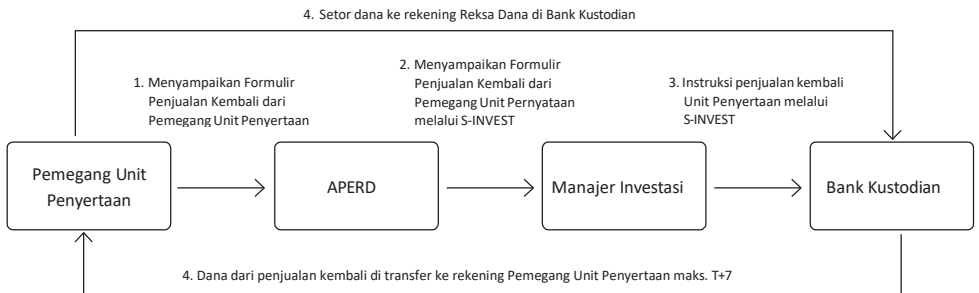 4. Setor dana ke rekening Reksa Dana di Bank Kustodian
1. Menyampaikan Formulir
Penjualan Kembali dari
Pemegang Unit Penyertaan
2. Menyampaikan Formulir
Penjualan Kembali dari
Pemegang Unit Pernyataan
melalui S-INVEST
3. Instruksi penjualan kembali
Unit Penyertaan melalui
S-INVEST
Pemegang Unit
Penyertaan
APERD
Manajer Investasi
Bank Kustodian
4. Dana dari penjualan kembali di transfer ke rekening Pemegang Unit Penyertaan maks. T+7